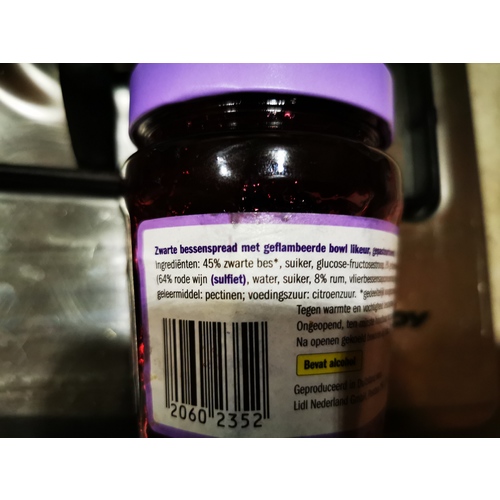 Zwarte bessenspread met geflambeerde bowl likeur,
Ingrediënten: 45% zwarte bes*, suiker, glucose-fructosestroop,
(64% rode wijn (sulfiet), water, suiker, 8% rum,
geleermiddel: pectinen; voedingszuur: citroenzuur.
Tegen warmte en
Ongeopend, ten
Na openen
Bevat alcohol
Geproduceerd in
Lidl Nederland
2060 2352